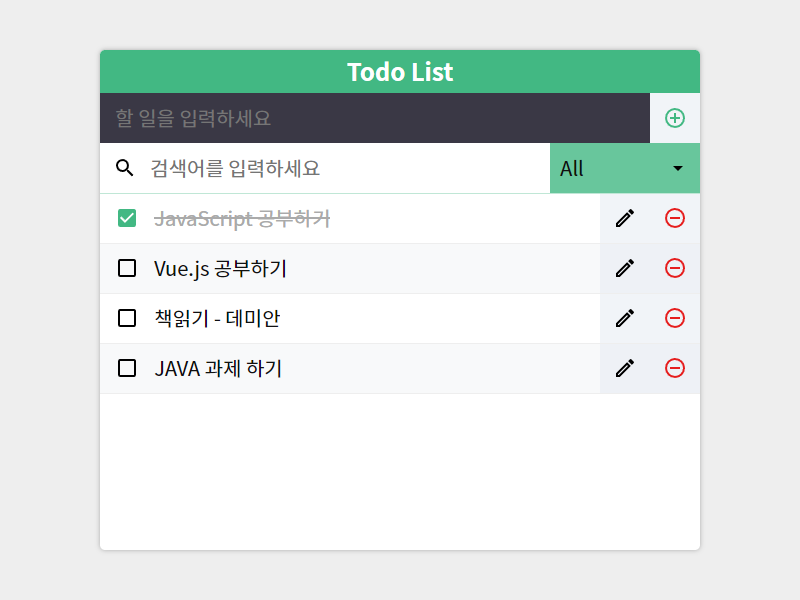 Todo List
할 일을 입력하세요
검색어를 입력하세요
All
JavaScript 공부하기
Vue.js 공부하기
책읽기 - 데미안
JAVA 과제 하기